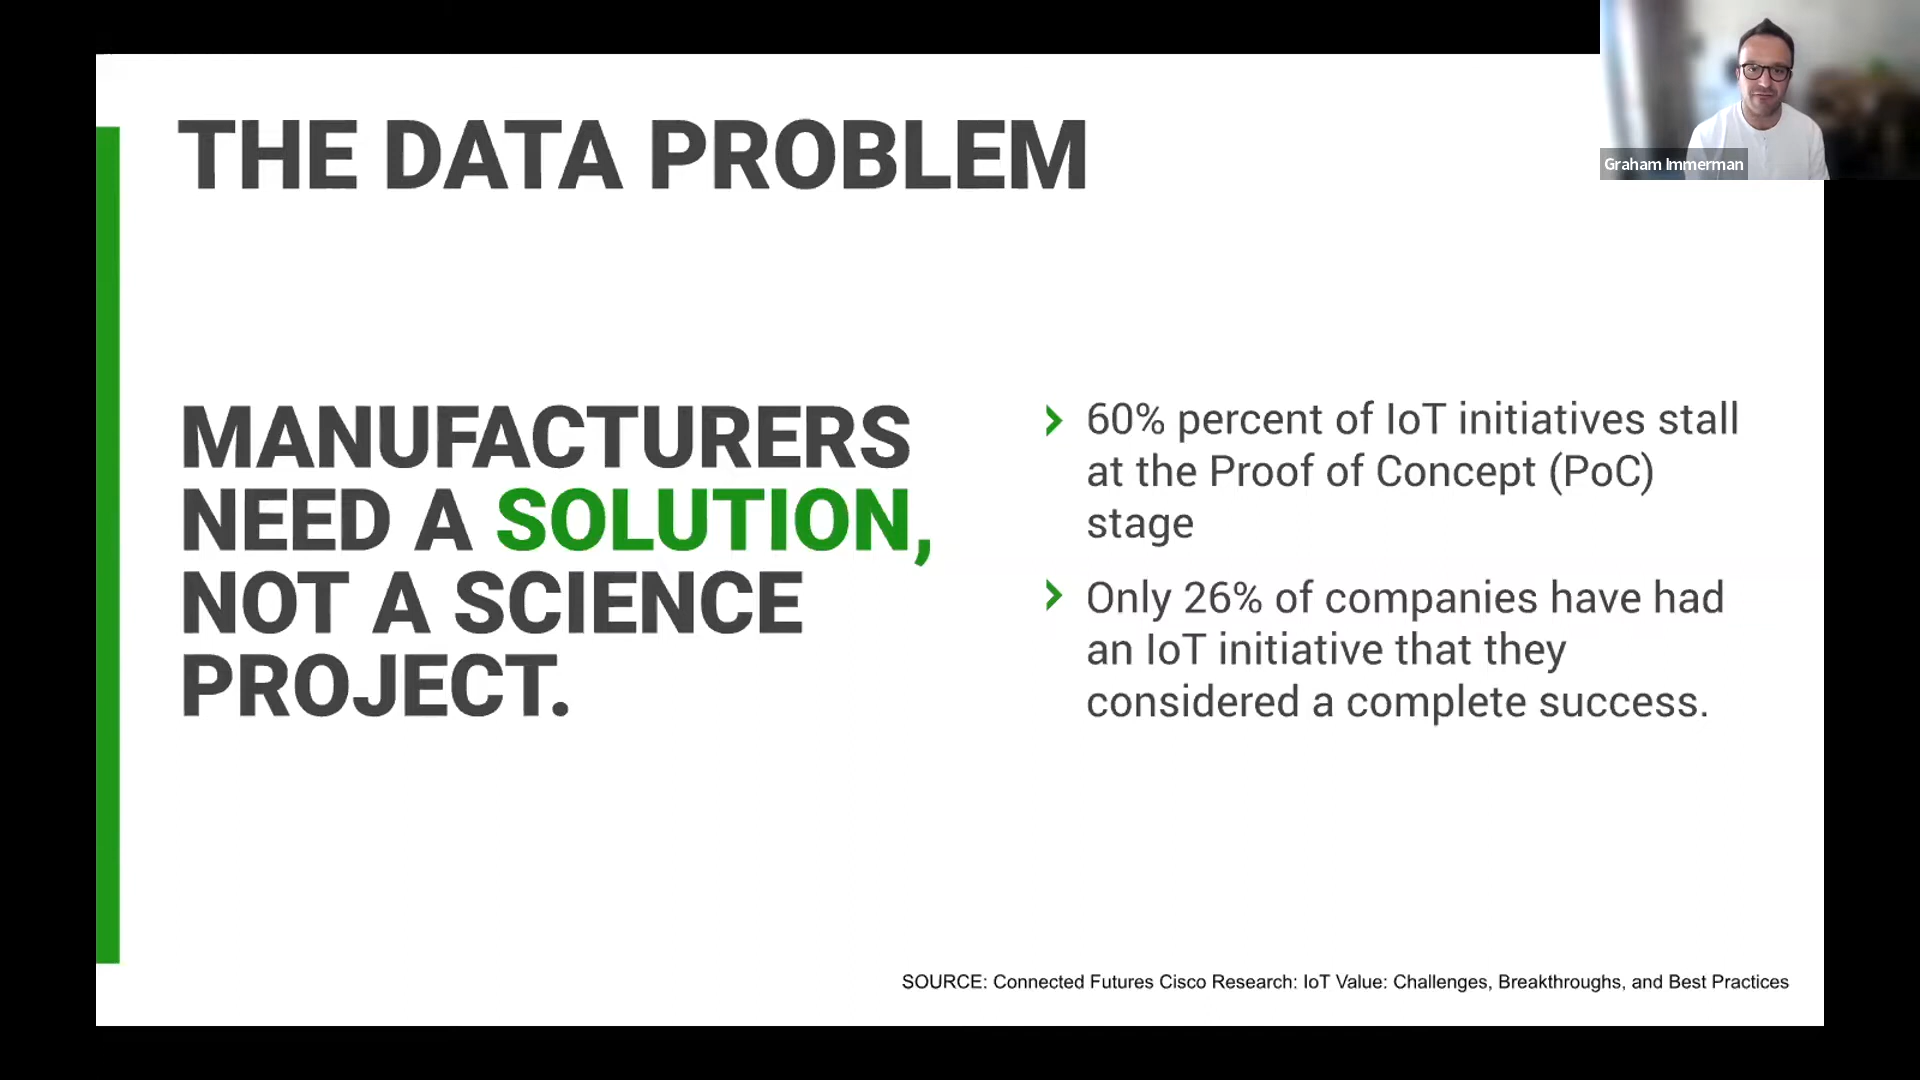 Graham Immerman
THE DATA PROBLEM
MANUFACTURERS
NEED A SOLUTION,
NOT A SCIENCE
PROJECT.
60% percent of IoT initiatives stall
at the Proof of Concept (PoC)
stage
Only 26% of companies have had
an IoT initiative that they
considered a complete success.
SOURCE: Connected Futures Cisco Research: IoT Value: Challenges, Breakthroughs, and Best Practices